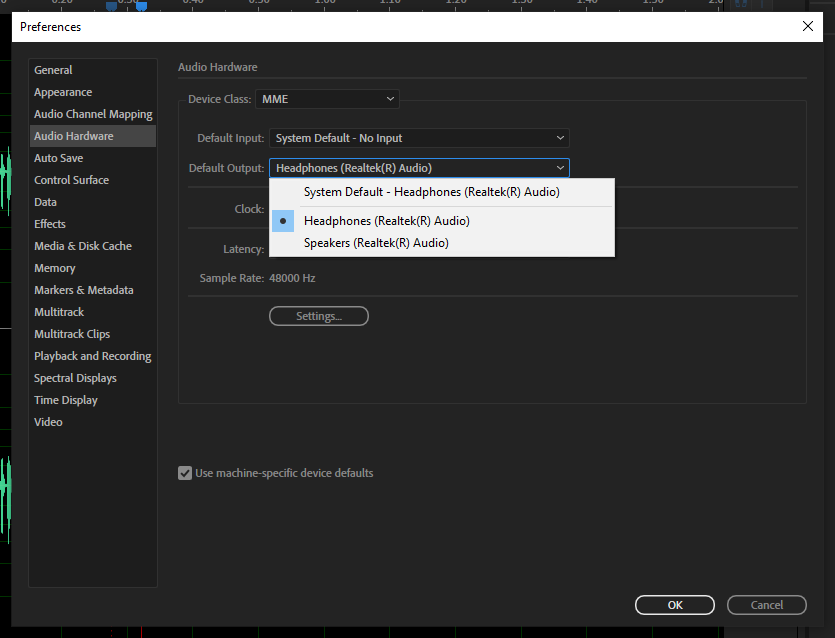 Preferences
General
Appearance
Audio Channel Mapping
Audio Hardware
Auto Save
Control Surface
Data
Effects
Media & Disk Cache
Memory
Markers & Metadata
Multitrack
Multitrack Clips
Playback and Recording
Spectral Displays
Time Display
Video
Audio Hardware
Device Class: MME
Default Input: System Default - No Input
Default Output: Headphones (Realtek(R) Audio)
System Default - Headphones (Realtek(R) Audio)
Headphones (Realtek(R) Audio)
Speakers (Realtek(R) Audio)
Clock:
Latency:
Sample Rate: 48000 Hz
Settings...
Use machine-specific device defaults
OK
Cancel